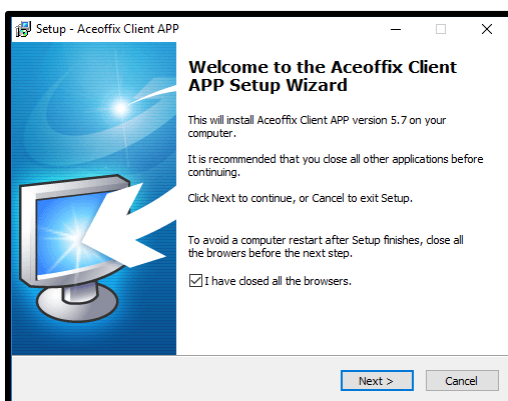 Setup - Aceoffix Client APP
Welcome to the Aceoffix Client
APP Setup Wizard
This will install Aceoffix Client APP version 5.7 on your
computer.
It is recommended that you close all other applications before
continuing.
Click Next to continue, or Cancel to exit Setup.
To avoid a computer restart after Setup finishes, close all
the browers before the next step.
I have closed all the browsers.
Next >
Cancel